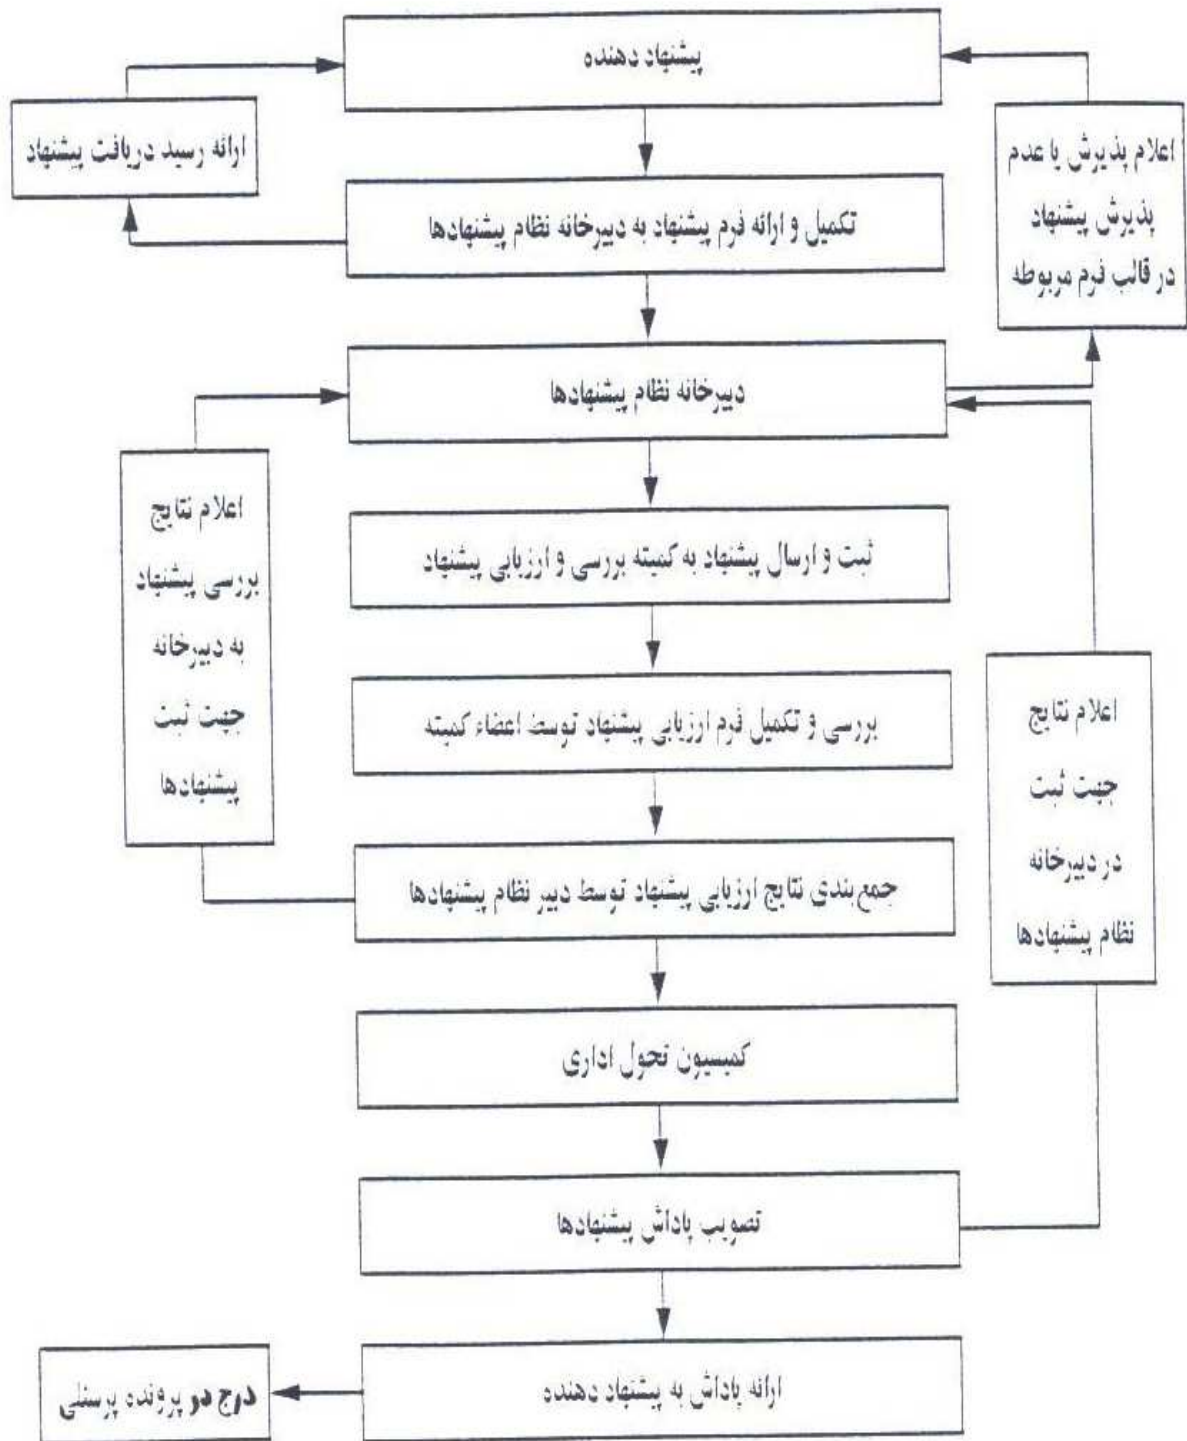 پیشنهاد دهنده
ارائه رسید دریافت پیشنهاد
اعلام پذیرش یا عدم
پذیرش پیشنهاد
در قالب فرم مربوطه
تکمیل و ارائه فرم پیشنهاد به دبیرخانه نظام پیشنهادها
دبیرخانه نظام پیشنهادها
ثبت و ارسال پیشنهاد به کمیته بررسی و ارزیابی پیشنهاد
اعلام نتایج
بررسی پیشنهاد
به دبیرخانه
جهت ثبت
پیشنهادها
بررسی و تکمیل فرم ارزیابی پیشنهاد توسط اعضاء کمیته
اعلام نتایج
جهت ثبت
در دبیرخانه
نظام پیشنهادها
جمع‌بندی نتایج ارزیابی پیشنهاد توسط دبیر نظام پیشنهادها
کمیسیون تحول اداری
تصویب پاداش پیشنهادها
ارائه پاداش به پیشنهاد دهنده
درج در پرونده پرسنلی